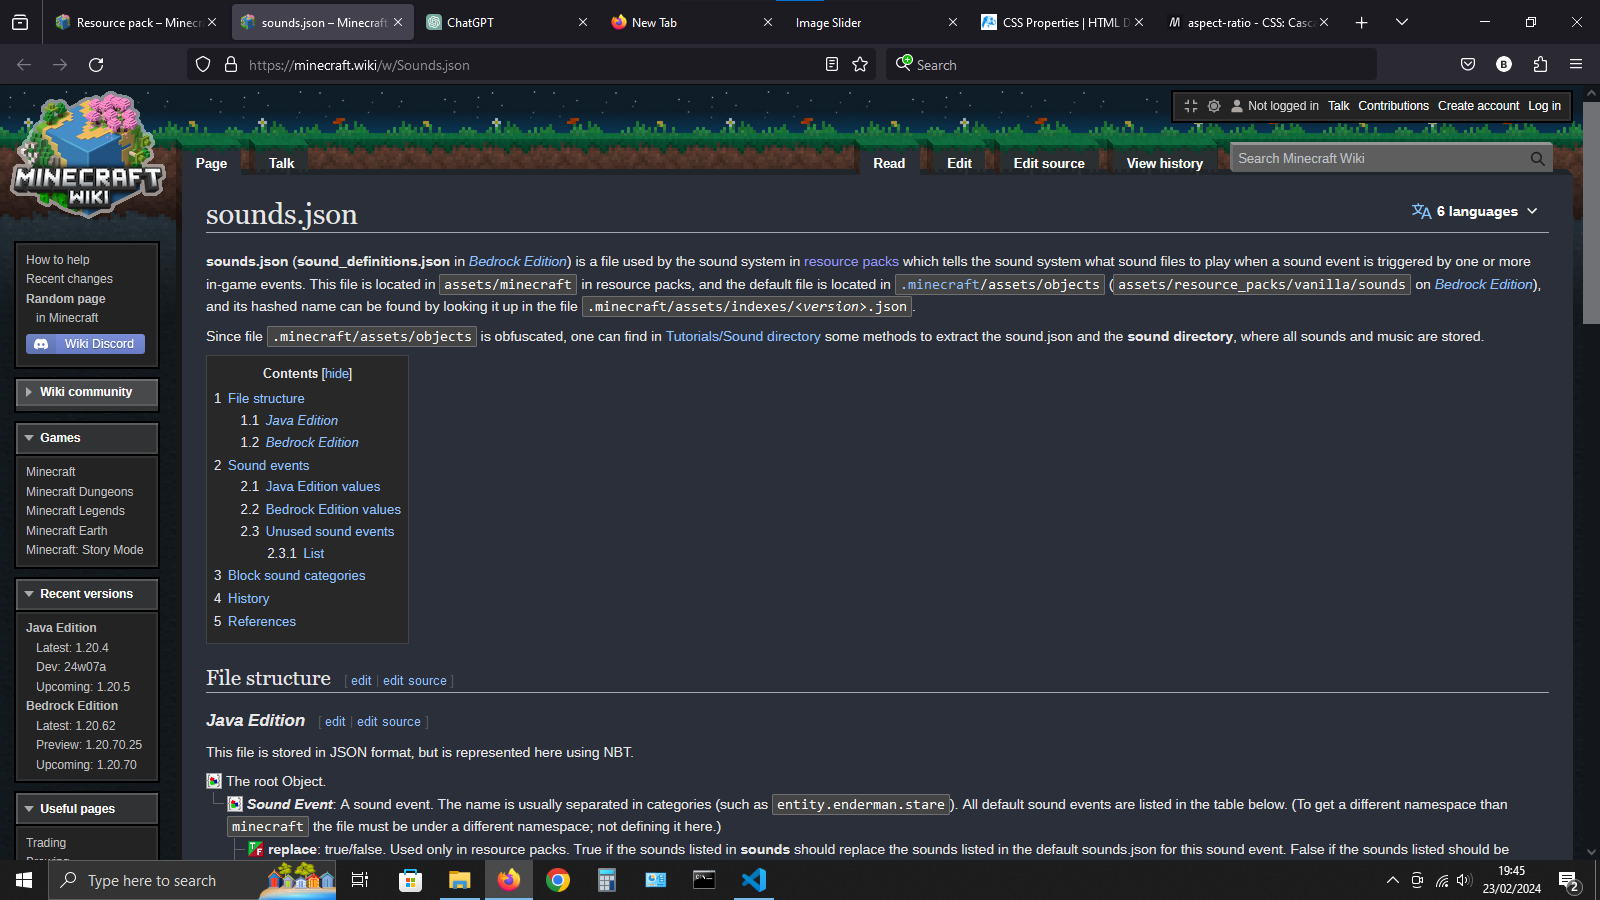 Resource pack – Minecr
sounds.json – Minecraft
ChatGPT
New Tab
Image Slider
CSS Properties | HTML D
aspect-ratio - CSS: Casc
https://minecraft.wiki/w/Sounds.json
Search
B
MINECRAFT
WIKI
Not logged in Talk Contributions Create account Log in
Page Talk Read Edit Edit source View history Search Minecraft Wiki
sounds.json
6 languages
How to help
Recent changes
Random page
in Minecraft
Wiki Discord
Wiki community
Games
Minecraft
Minecraft Dungeons
Minecraft Legends
Minecraft Earth
Minecraft: Story Mode
Recent versions
Java Edition
Latest: 1.20.4
Dev: 24w07a
Upcoming: 1.20.5
Bedrock Edition
Latest: 1.20.62
Preview: 1.20.70.25
Upcoming: 1.20.70
Useful pages
Trading
sounds.json (sound_definitions.json in Bedrock Edition) is a file used by the sound system in resource packs which tells the sound system what sound files to play when a sound event is triggered by one or more
in-game events. This file is located in assets/minecraft in resource packs, and the default file is located in .minecraft/assets/objects (assets/resource_packs/vanilla/sounds on Bedrock Edition),
and its hashed name can be found by looking it up in the file .minecraft/assets/indexes/<version>.json.
Since file .minecraft/assets/objects is obfuscated, one can find in Tutorials/Sound directory some methods to extract the sound.json and the sound directory, where all sounds and music are stored.
Contents [hide]
1 File structure
1.1 Java Edition
1.2 Bedrock Edition
2 Sound events
2.1 Java Edition values
2.2 Bedrock Edition values
2.3 Unused sound events
2.3.1 List
3 Block sound categories
4 History
5 References
File structure [ edit | edit source ]
Java Edition [ edit | edit source ]
This file is stored in JSON format, but is represented here using NBT.
The root Object.
Sound Event: A sound event. The name is usually separated in categories (such as entity.enderman.stare). All default sound events are listed in the table below. (To get a different namespace than
minecraft the file must be under a different namespace; not defining it here.)
replace: true/false. Used only in resource packs. True if the sounds listed in sounds should replace the sounds listed in the default sounds.json for this sound event. False if the sounds listed should be
Type here to search
19:45
23/02/2024
2